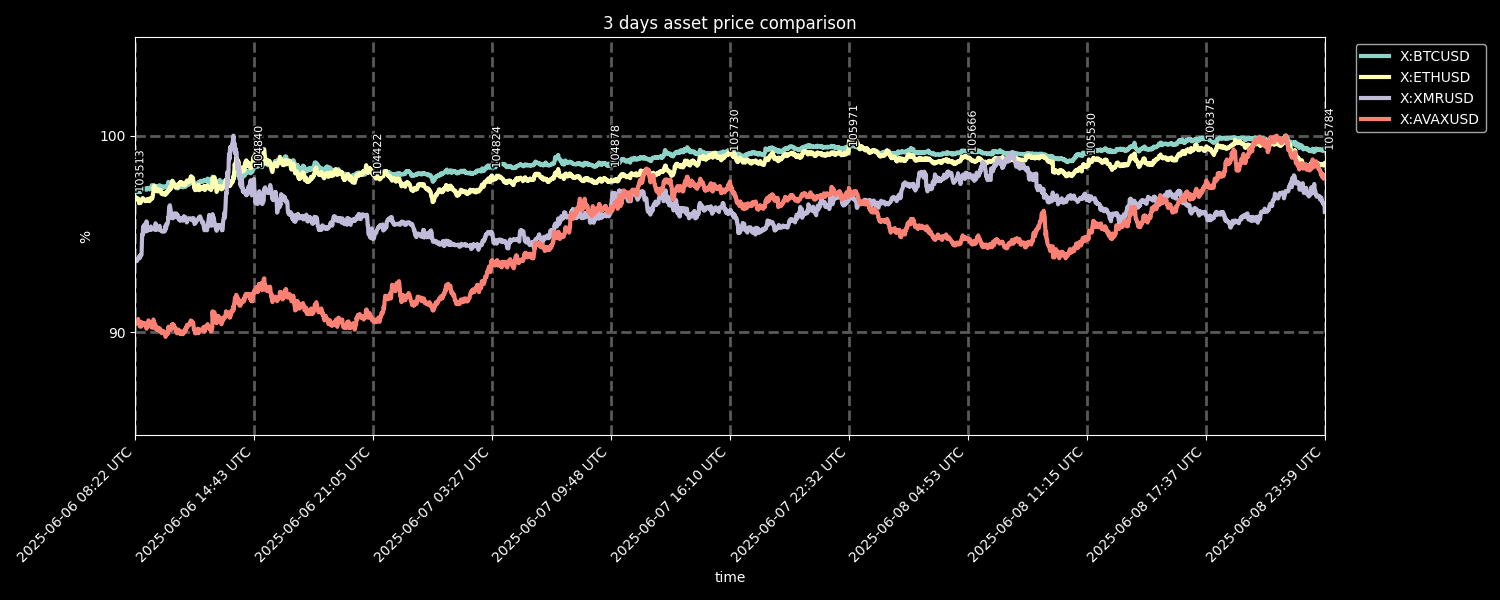 3 days asset price comparison
X:BTCUSD
X:ETHUSD
X:XMRUSD
X:AVAXUSD
100
90
%
103513
104840
104222
104824
104878
105730
105971
105666
105530
106375
105784
2025-06-06 08:22 UTC
2025-06-06 14:43 UTC
2025-06-06 21:05 UTC
2025-06-07 03:27 UTC
2025-06-07 09:48 UTC
2025-06-07 16:10 UTC
2025-06-07 22:32 UTC
2025-06-08 04:53 UTC
2025-06-08 11:15 UTC
2025-06-08 17:37 UTC
2025-06-08 23:59 UTC
time